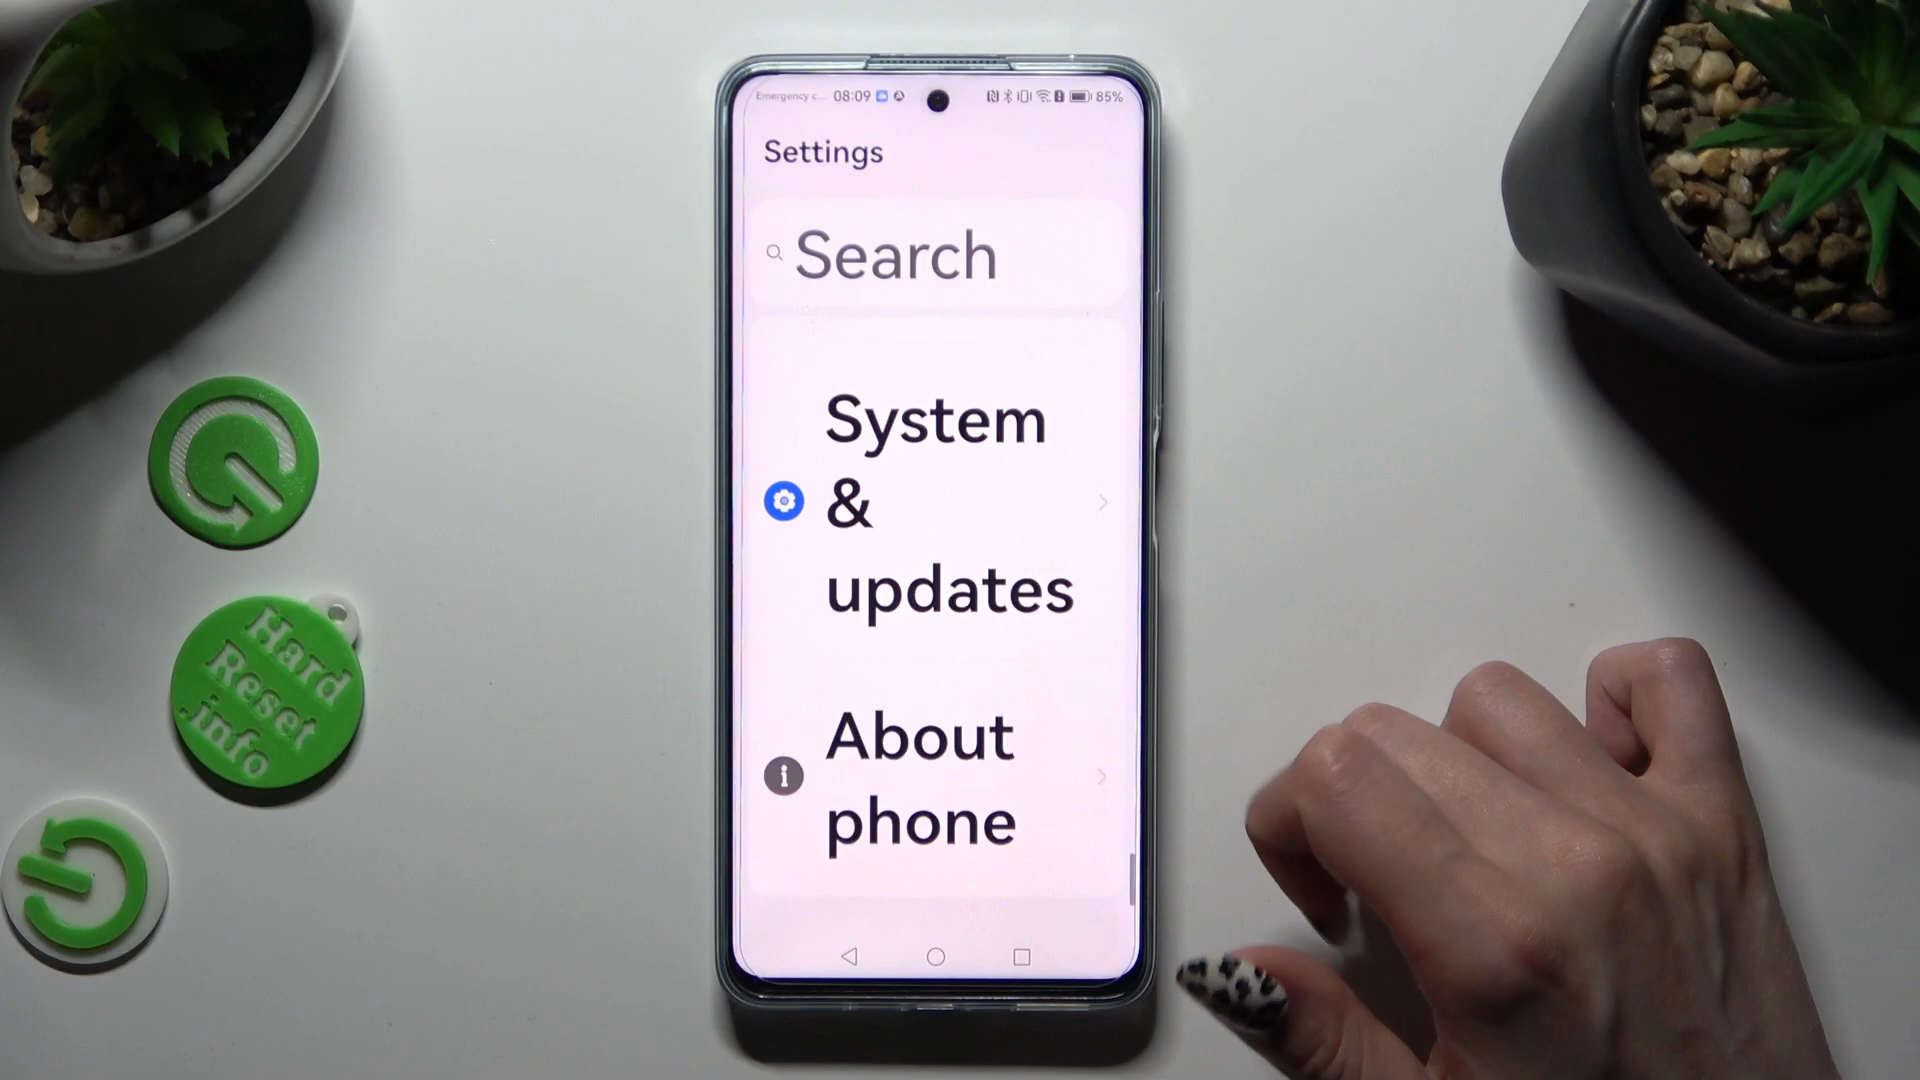 Emergency c... 08:09 85%
Settings
Search
System
&
updates
About
phone
Hard
Reset
.info